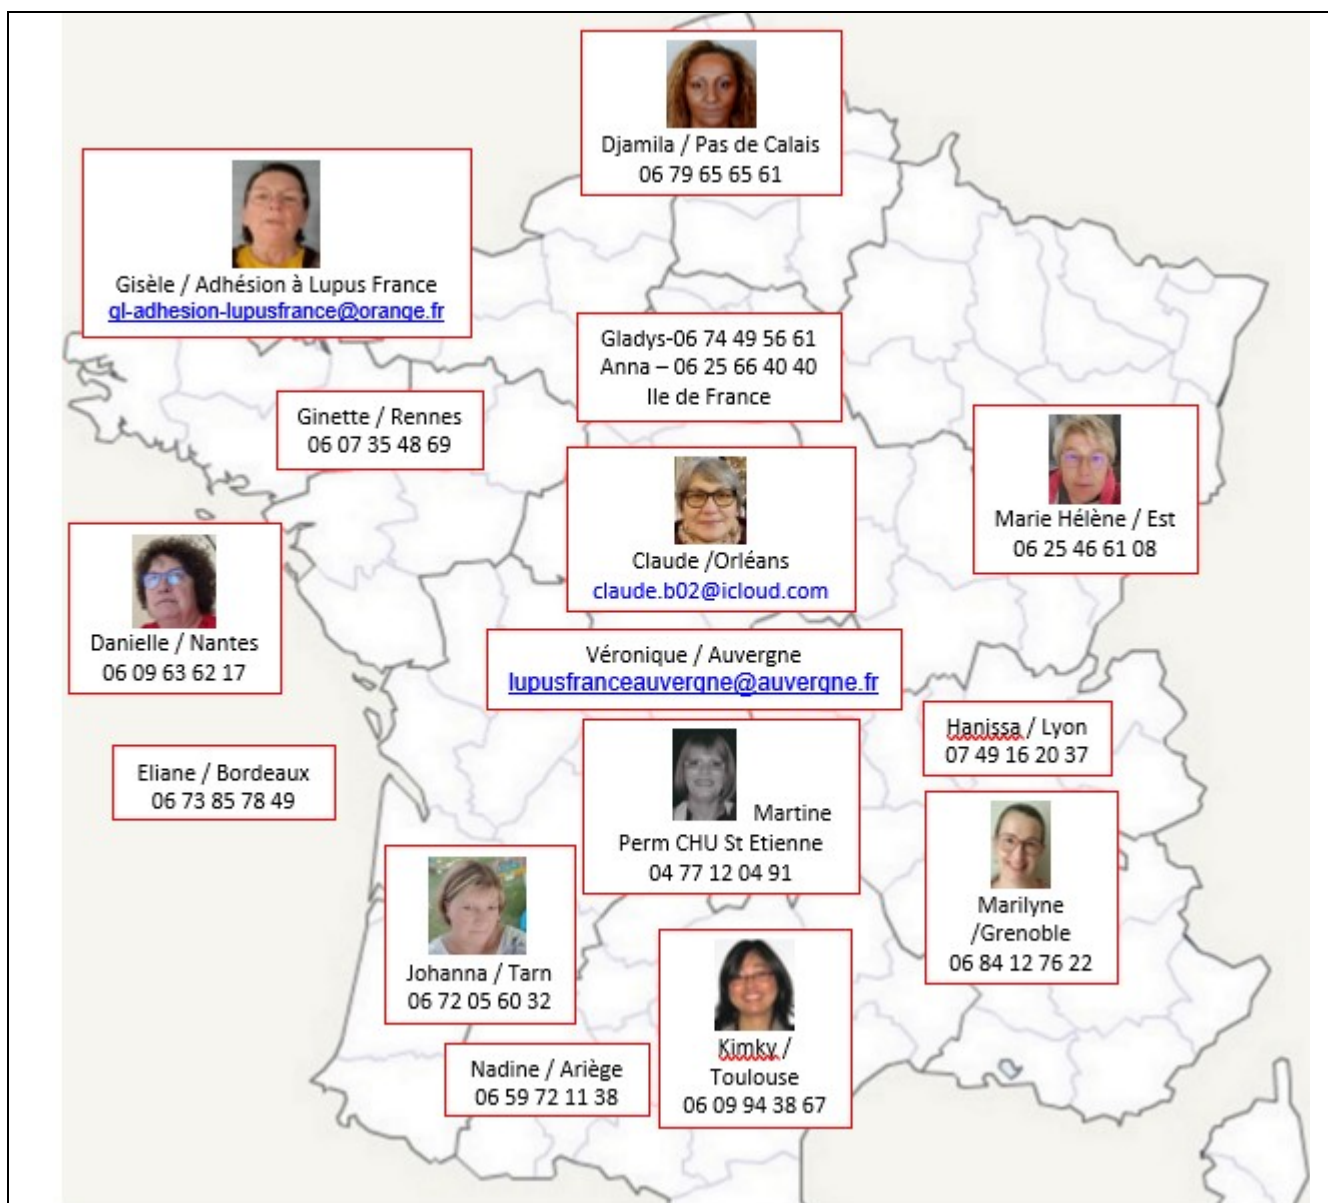 Djamila / Pas de Calais
06 79 65 65 61
Gisèle / Adhésion à Lupus France
gl-adhesion-lupusfrance@orange.fr
Gladys-06 74 49 56 61
Anna – 06 25 66 40 40
Ile de France
Ginette / Rennes
06 07 35 48 69
Marie Hélène / Est
06 25 46 61 08
Claude /Orléans
claude.b02@icloud.com
Danielle / Nantes
06 09 63 62 17
Véronique / Auvergne
lupusfranceauvergne@auvergne.fr
Hanissa / Lyon
07 49 16 20 37
Eliane / Bordeaux
06 73 85 78 49
Martine
Perm CHU St Etienne
04 77 12 04 91
Marilyne
/Grenoble
06 84 12 76 22
Johanna / Tarn
06 72 05 60 32
Kimky /
Toulouse
06 09 94 38 67
Nadine / Ariège
06 59 72 11 38